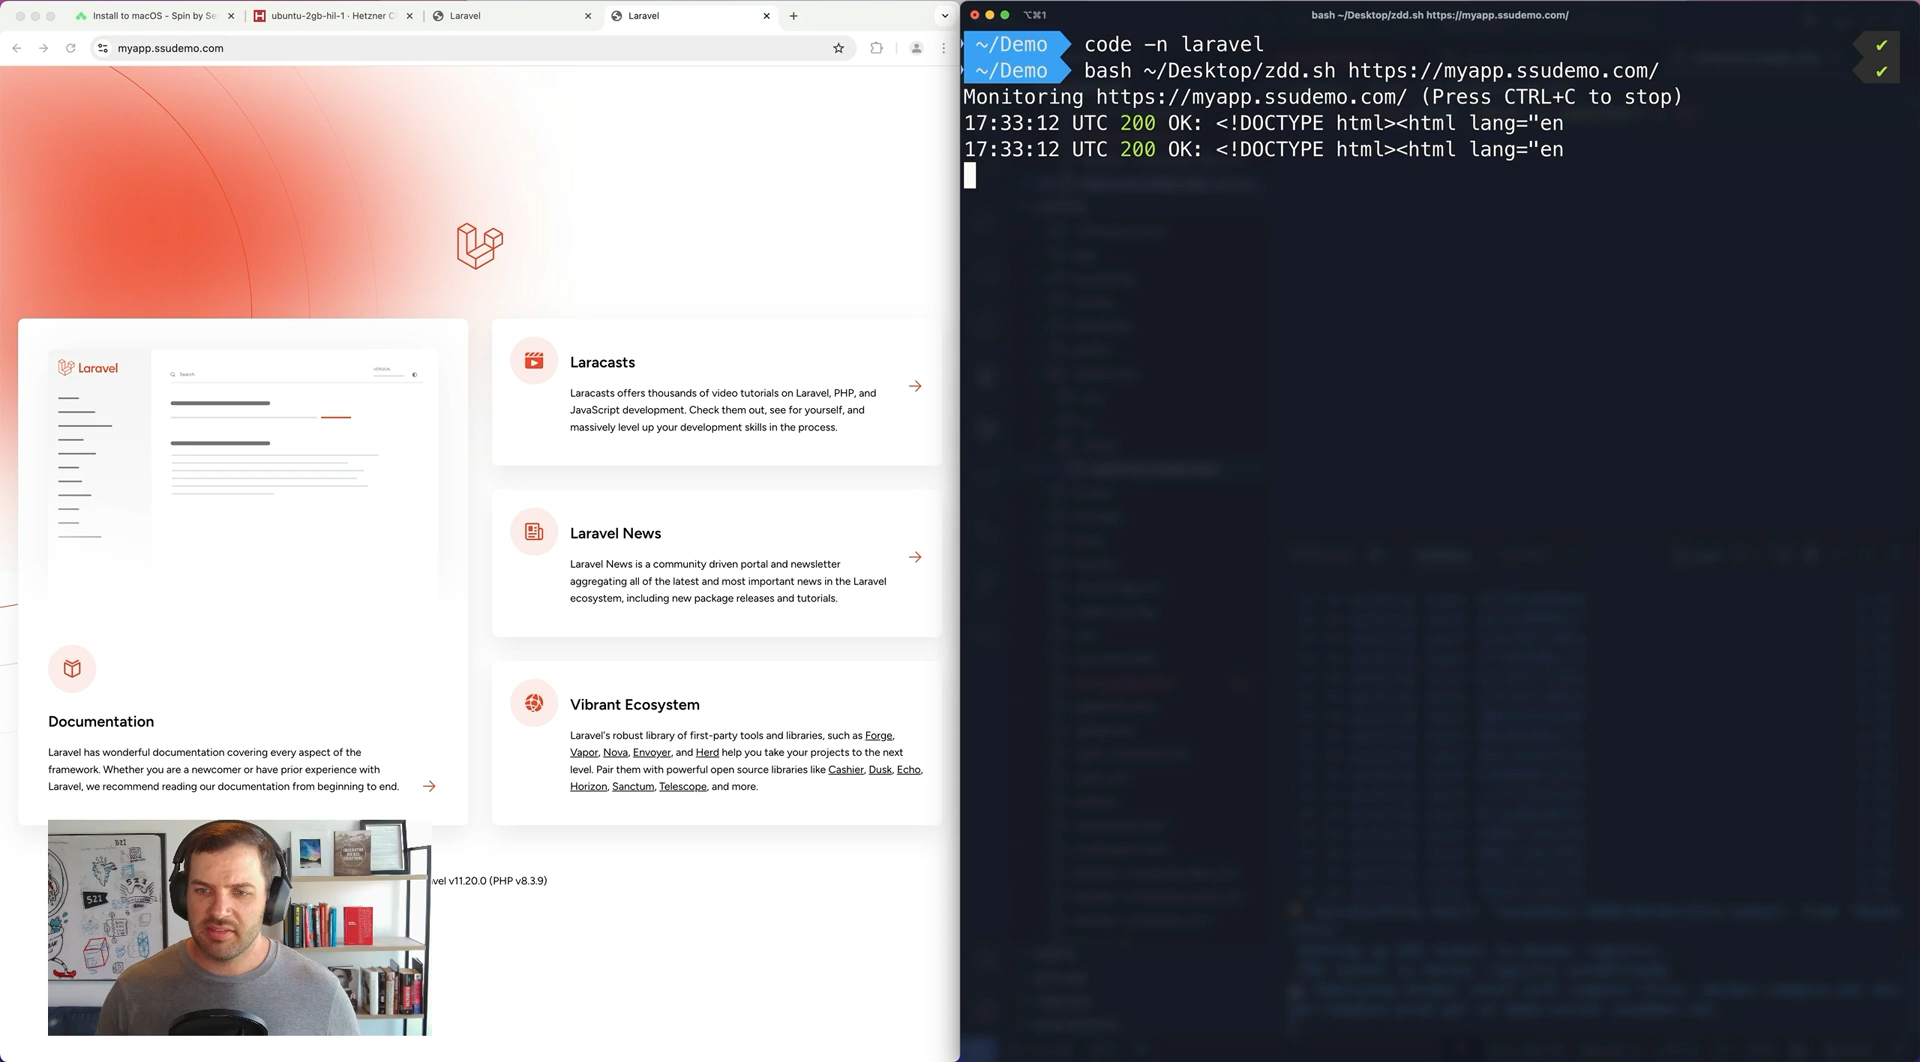 Install to macOS - Spin by Se
ubuntu-2gb-hil-1 · Hetzner C
Laravel
Laravel
myapp.ssudemo.com
Laravel
Search
VERSION
Documentation
Laravel has wonderful documentation covering every aspect of the
framework. Whether you are a newcomer or have prior experience with
Laravel, we recommend reading our documentation from beginning to end.
Laracasts
Laracasts offers thousands of video tutorials on Laravel, PHP, and
JavaScript development. Check them out, see for yourself, and
massively level up your development skills in the process.
Laravel News
Laravel News is a community driven portal and newsletter
aggregating all of the latest and most important news in the Laravel
ecosystem, including new package releases and tutorials.
Vibrant Ecosystem
Laravel's robust library of first-party tools and libraries, such as Forge,
Vapor, Nova, Envoyer, and Herd help you take your projects to the next
level. Pair them with powerful open source libraries like Cashier, Dusk, Echo,
Horizon, Sanctum, Telescope, and more.
vel v11.20.0 (PHP v8.3.9)
521
⌥⌘1
bash ~/Desktop/zdd.sh https://myapp.ssudemo.com/
~/Demo code -n laravel ✔
~/Demo bash ~/Desktop/zdd.sh https://myapp.ssudemo.com/ ✔
Monitoring https://myapp.ssudemo.com/ (Press CTRL+C to stop)
17:33:12 UTC 200 OK: <!DOCTYPE html><html lang="en
17:33:12 UTC 200 OK: <!DOCTYPE html><html lang="en